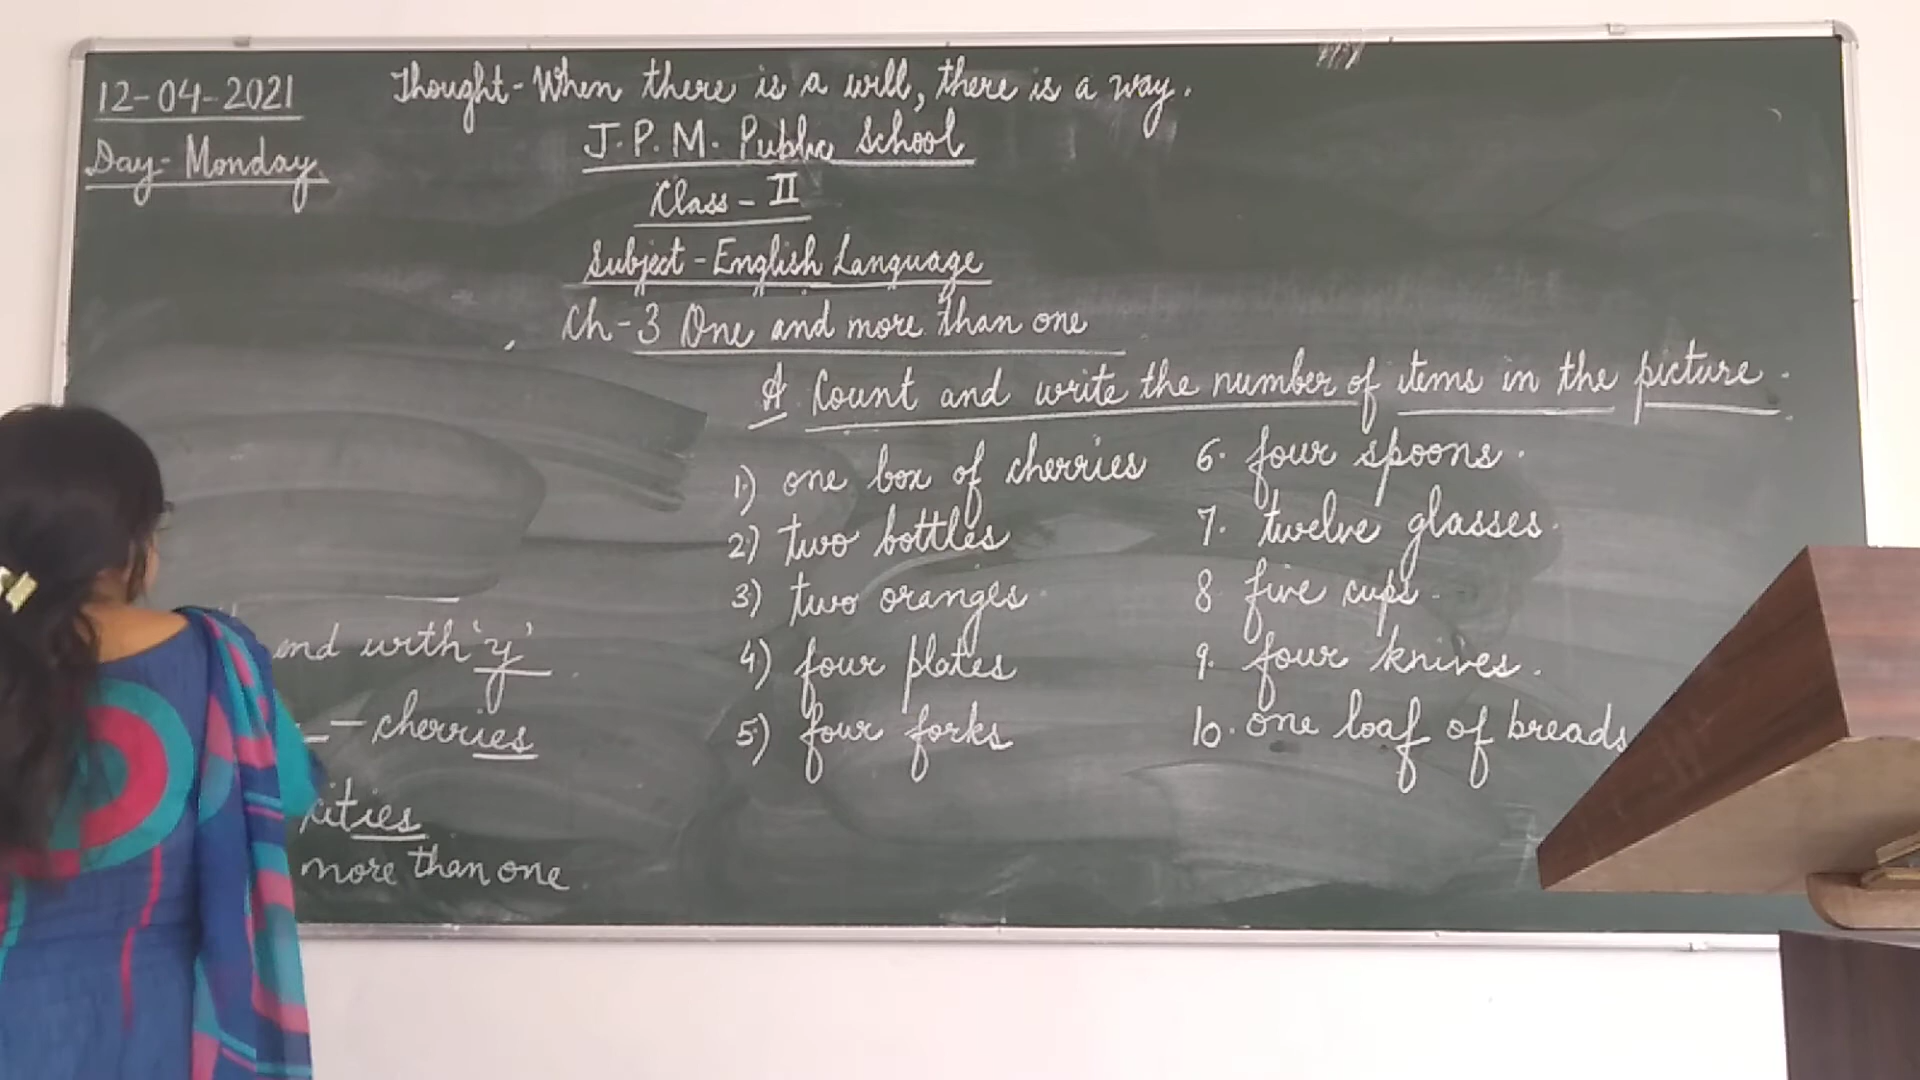 12-04-2021
Day- Monday
Thought- When there is a will, there is a way.
J.P.M. Public School
Class - II
Subject - English Language
Ch-3 One and more than one
A Count and write the number of items in the picture.
1.) one box of cherries
2.) two bottles
3.) two oranges.
4.) four plates
5.) four forks
6. four spoons.
7. twelve glasses.
8. five cups.
9. four knives.
10. one loaf of breads
end with 'y'.
- cherries
cities
more than one.